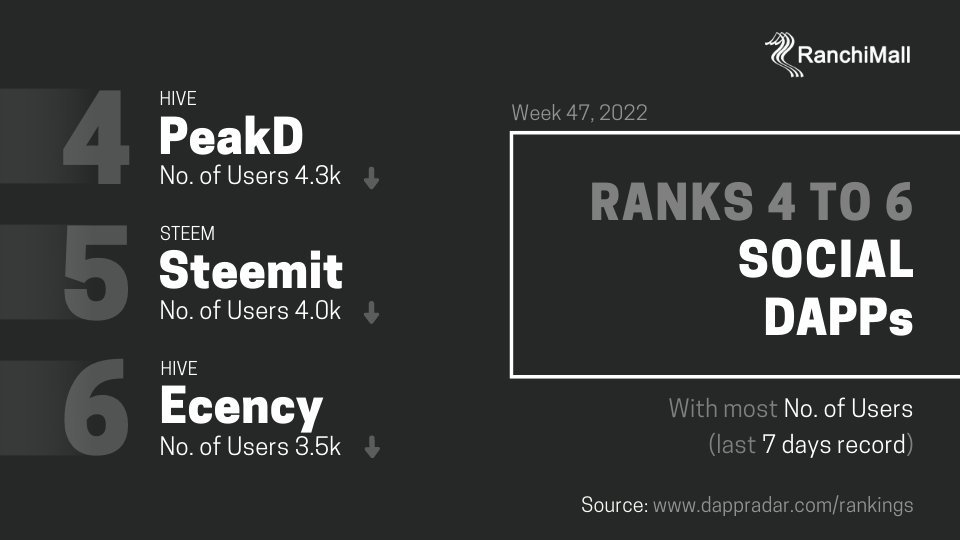 RanchiMall
Week 47, 2022
RANKS 4 TO 6
SOCIAL
DAPPs
With most No. of Users
(last 7 days record)
4
HIVE
PeakD
No. of Users 4.3k
5
STEEM
Steemit
No. of Users 4.0k
6
HIVE
Ecency
No. of Users 3.5k
Source: www.dappradar.com/rankings